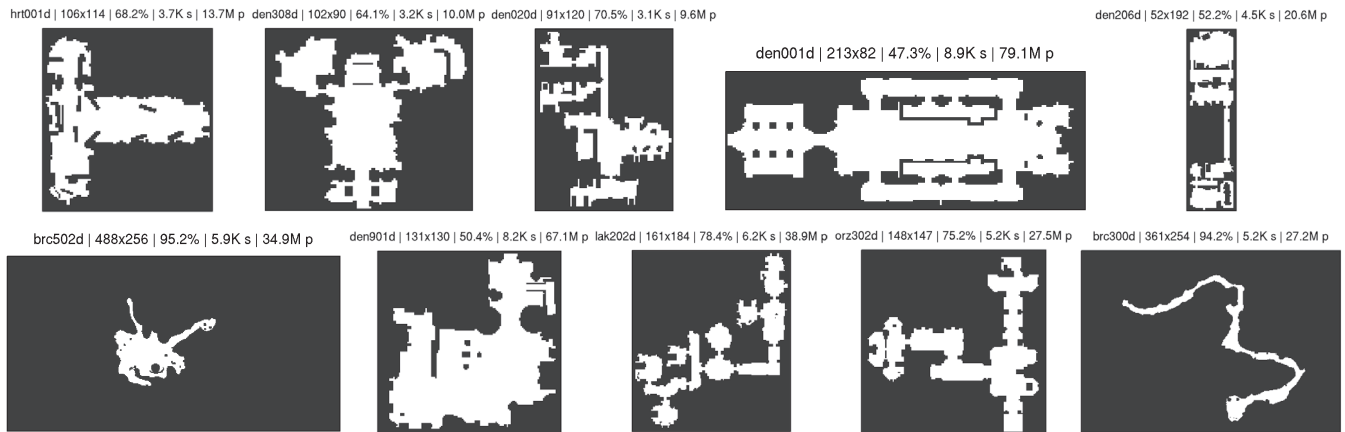 hrt001d | 106x114 | 68.2% | 3.7K s | 13.7M p
den308d | 102x90 | 64.1% | 3.2K s | 10.0M p
den020d | 91x120 | 70.5% | 3.1K s | 9.6M p
den001d | 213x82 | 47.3% | 8.9K s | 79.1M p
den206d | 52x192 | 52.2% | 4.5K s | 20.6M p
brc502d | 488x256 | 95.2% | 5.9K s | 34.9M p
den901d | 131x130 | 50.4% | 8.2K s | 67.1M p
lak202d | 161x184 | 78.4% | 6.2K s | 38.9M p
orz302d | 148x147 | 75.2% | 5.2K s | 27.5M p
brc300d | 361x254 | 94.2% | 5.2K s | 27.2M p